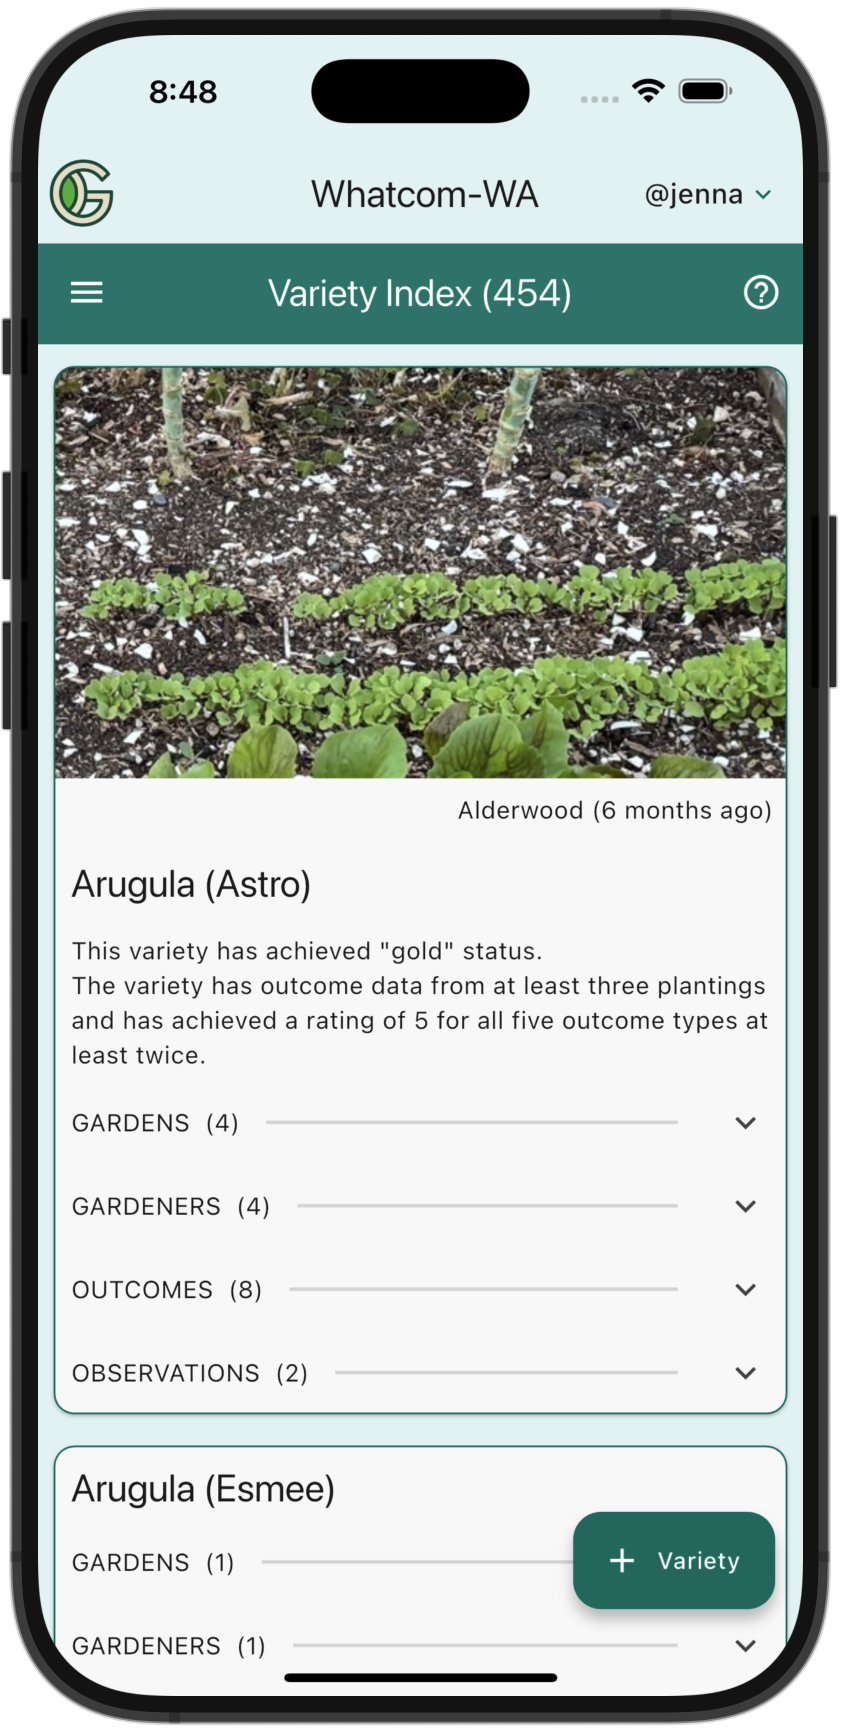 8:48
Whatcom-WA
@jenna
Variety Index (454)
Alderwood (6 months ago)
Arugula (Astro)
This variety has achieved "gold" status.
The variety has outcome data from at least three plantings
and has achieved a rating of 5 for all five outcome types at
least twice.
GARDENS (4)
GARDENERS (4)
OUTCOMES (8)
OBSERVATIONS (2)
Arugula (Esmee)
GARDENS (1)
+ Variety
GARDENERS (1)